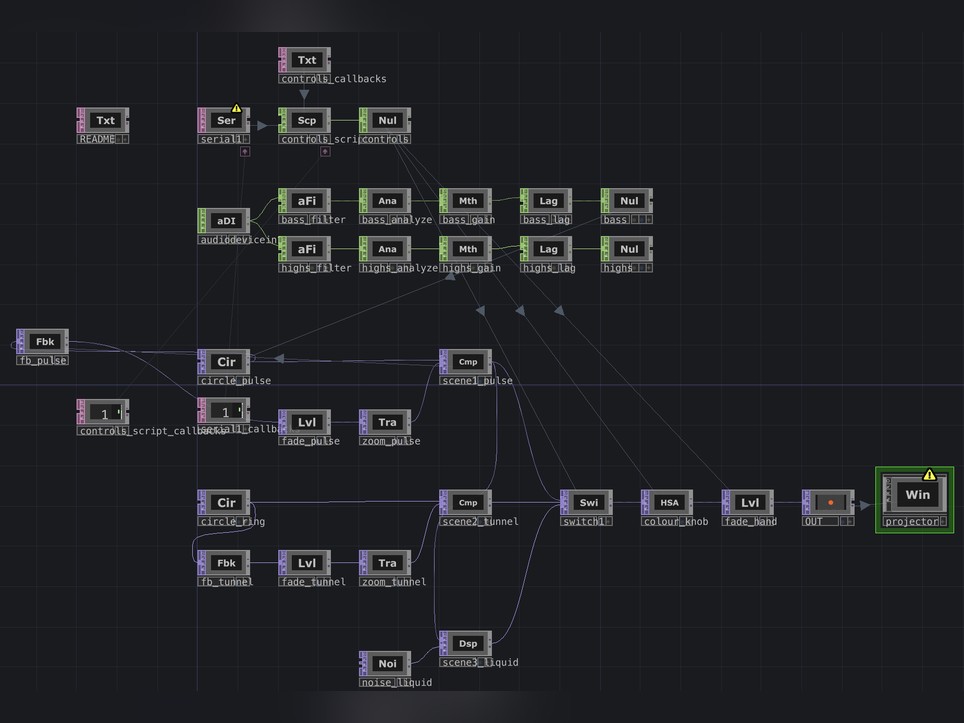 Txt
controls_callbacks
Txt
README
Ser
serial1
Scp
controls_scrip
Nul
controls
aDI
audiodevicein
aFi
bass_filter
Ana
bass_analyze
Mth
bass_gain
Lag
bass_lag
Nul
bass
aFi
highs_filter
Ana
highs_analyze
Mth
highs_gain
Lag
highs_lag
Nul
highs
Fbk
fb_pulse
Cir
circle_pulse
Cmp
scene1_pulse
1
controls_script_callbacks
1
serial1_callba
Lvl
fade_pulse
Tra
zoom_pulse
Cir
circle_ring
Cmp
scene2_tunnel
Swi
switch1
HSA
colour_knob
Lvl
fade_hand
OUT
Win
projector
Fbk
fb_tunnel
Lvl
fade_tunnel
Tra
zoom_tunnel
Dsp
scene3_liquid
Noi
noise_liquid